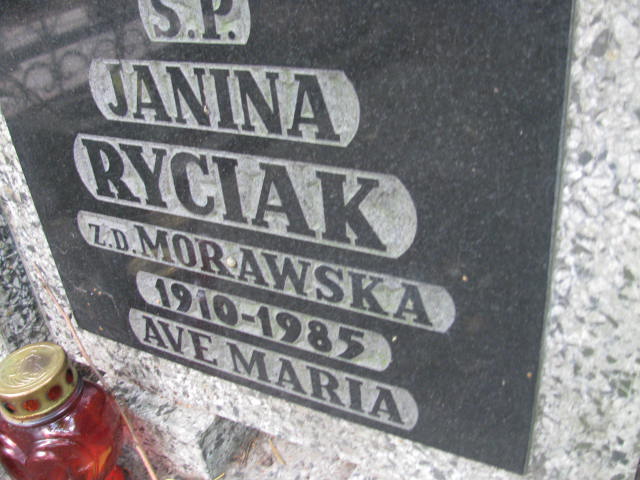 Ś.P.
JANINA
RYCIAK
Z.D. MORAWSKA
1910-1985
AVE MARIA